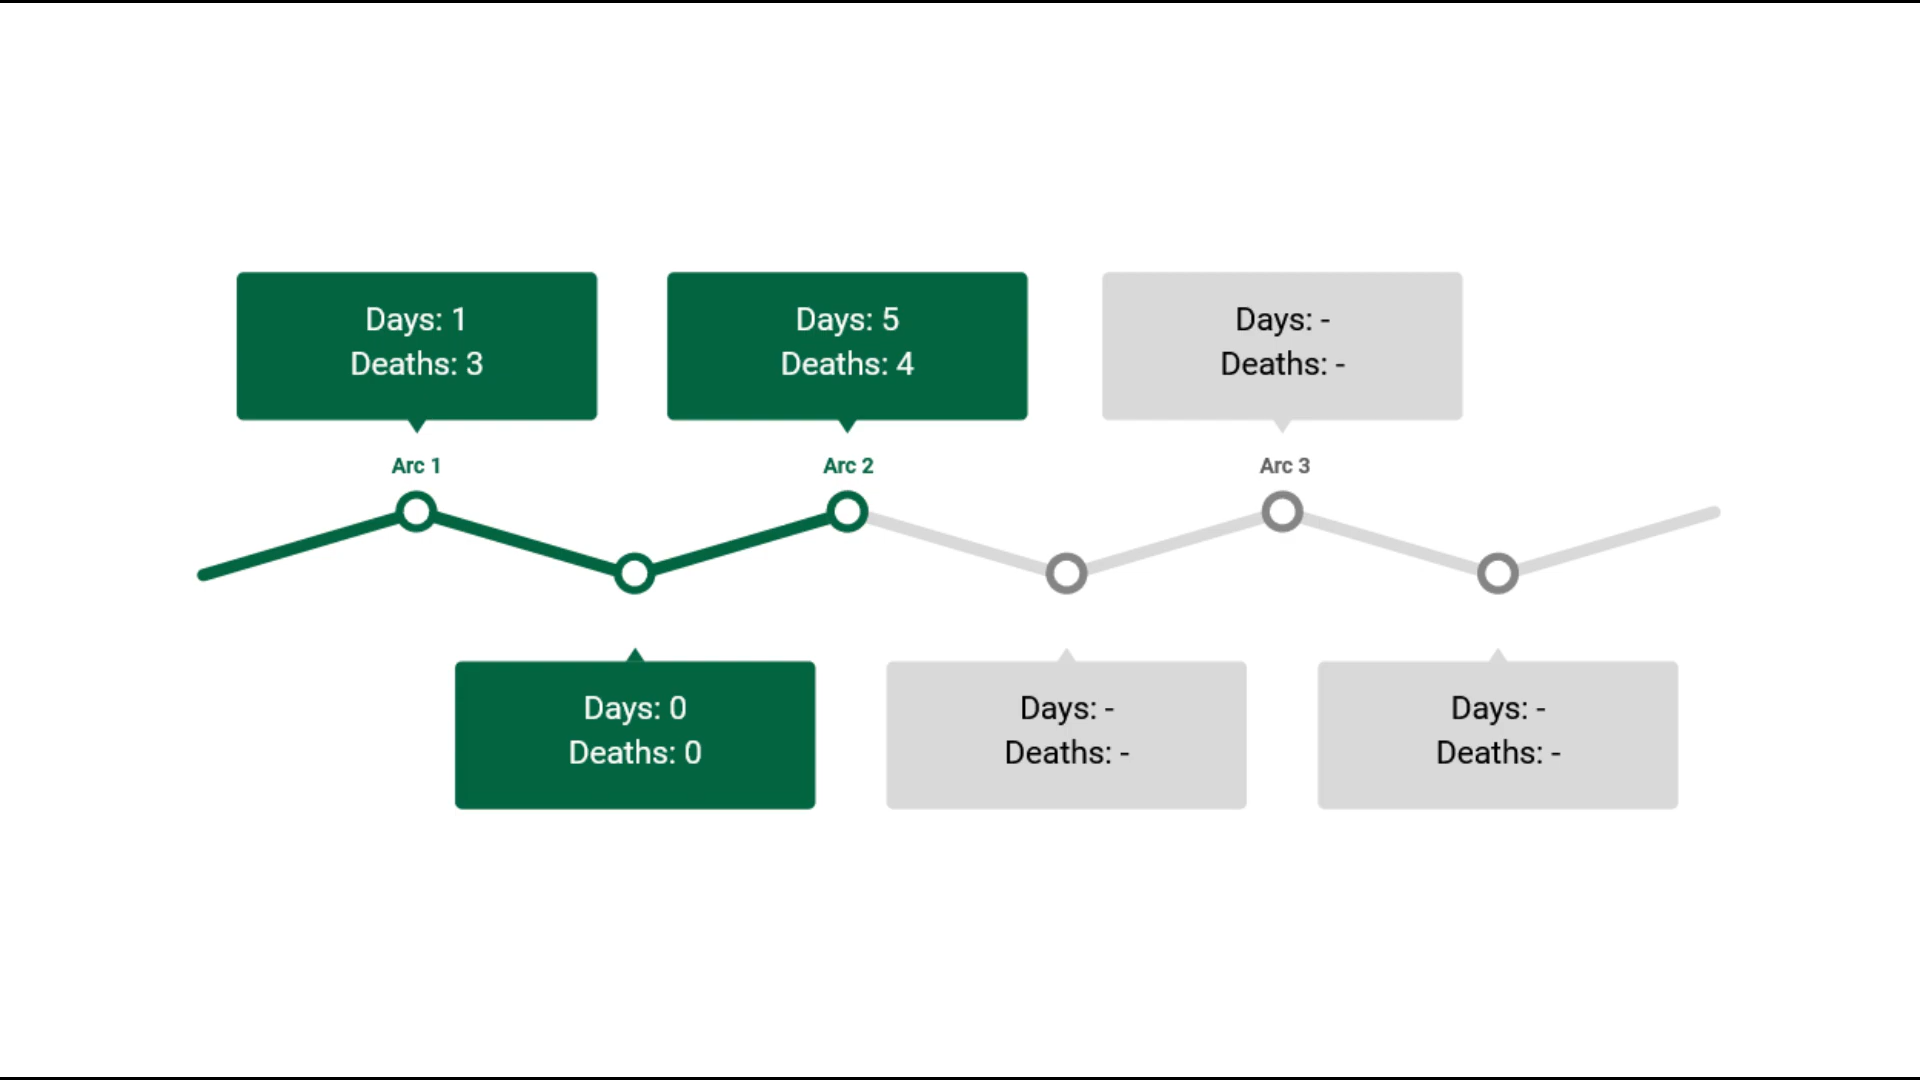 Days: 1
Deaths: 3
Days: 5
Deaths: 4
Days: -
Deaths: -
Arc 1
Arc 2
Arc 3
Days: 0
Deaths: 0
Days: -
Deaths: -
Days: -
Deaths: -